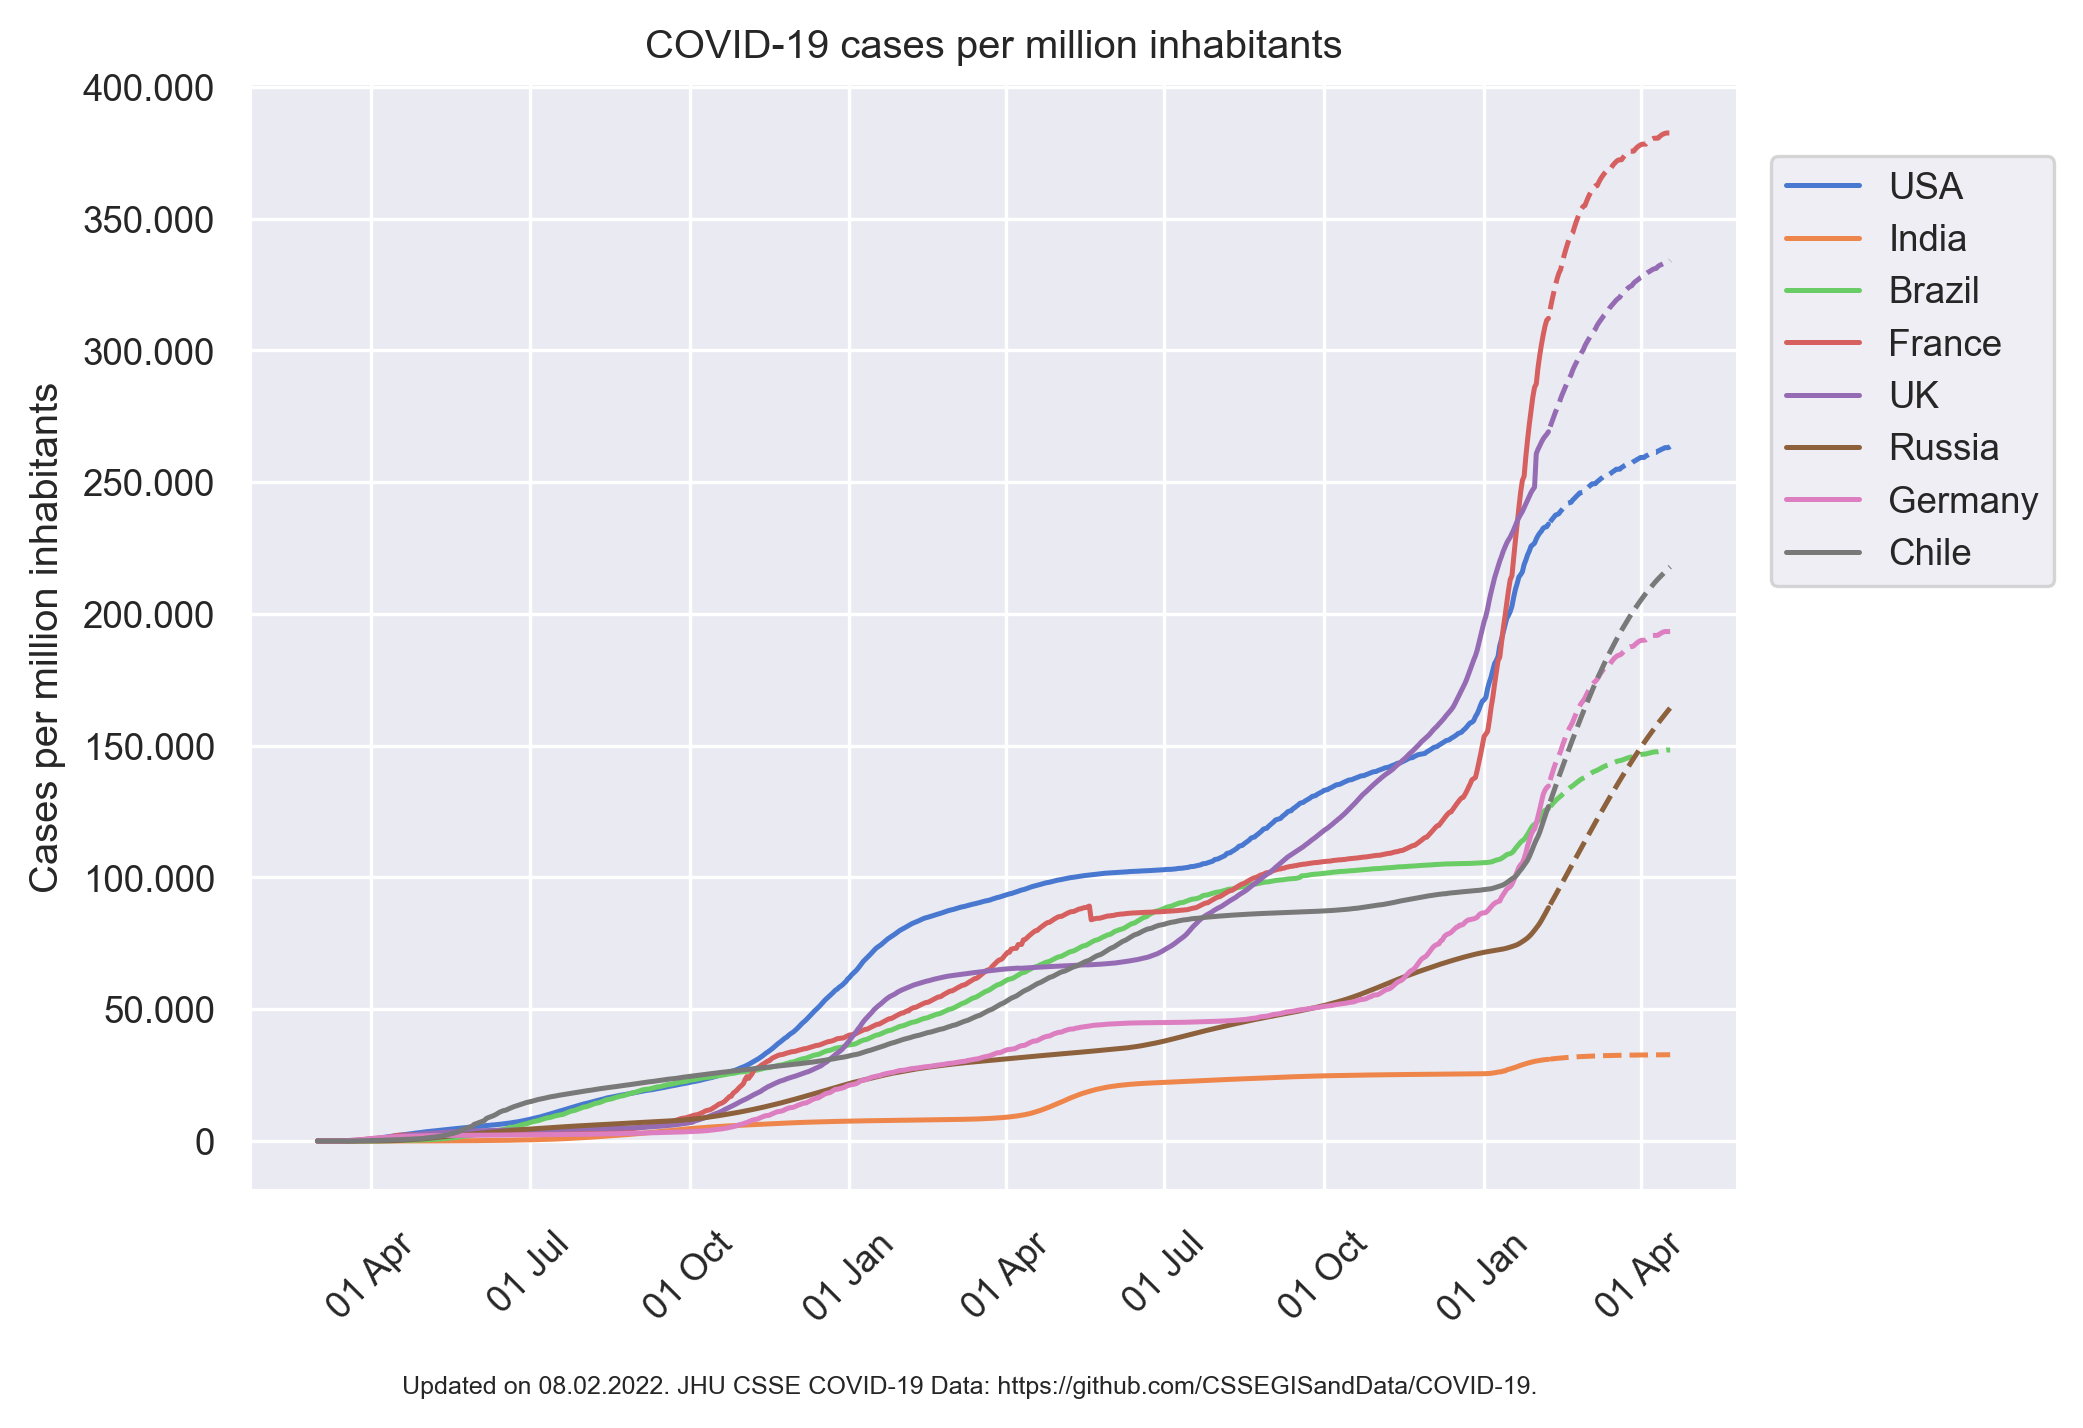 COVID-19 cases per million inhabitants
400.000
350.000
300.000
250.000
200.000
150.000
100.000
50.000
0
Cases per million inhabitants
USA
India
Brazil
France
UK
Russia
Germany
Chile
01 Apr
01 Jul
01 Oct
01 Jan
01 Apr
01 Jul
01 Oct
01 Jan
01 Apr
Updated on 08.02.2022. JHU CSSE COVID-19 Data: https://github.com/CSSEGISandData/COVID-19.